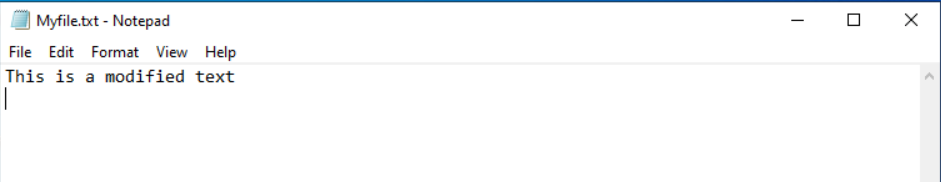 Myfile.txt - Notepad
File Edit Format View Help
This is a modified text